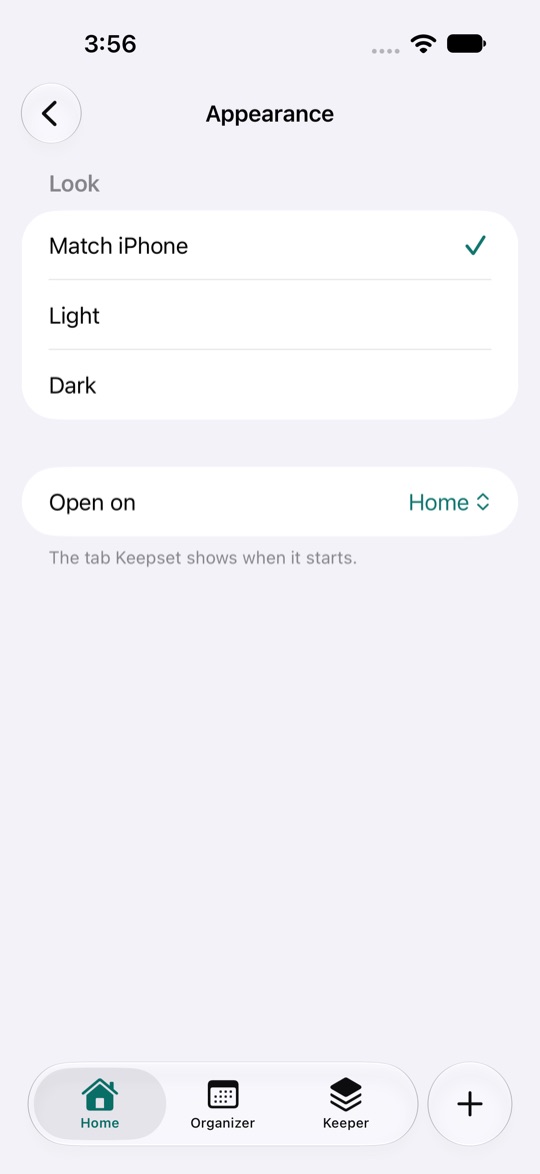 3:56
Appearance
Look
Match iPhone
Light
Dark
Open on
Home
The tab Keepset shows when it starts.
Home
Organizer
Keeper